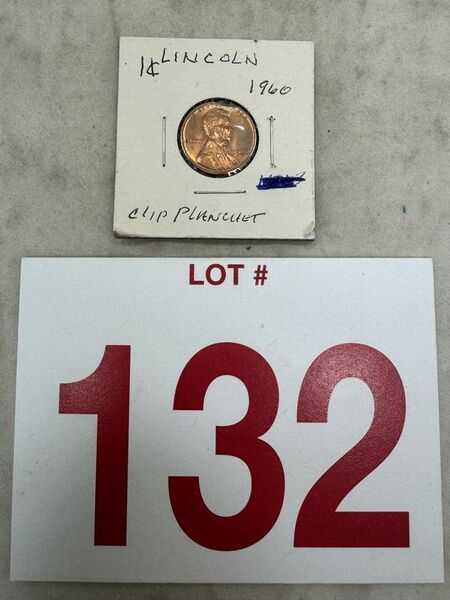 1¢ LINCOLN
1960
CLIP PLANCHET
LOT #
132